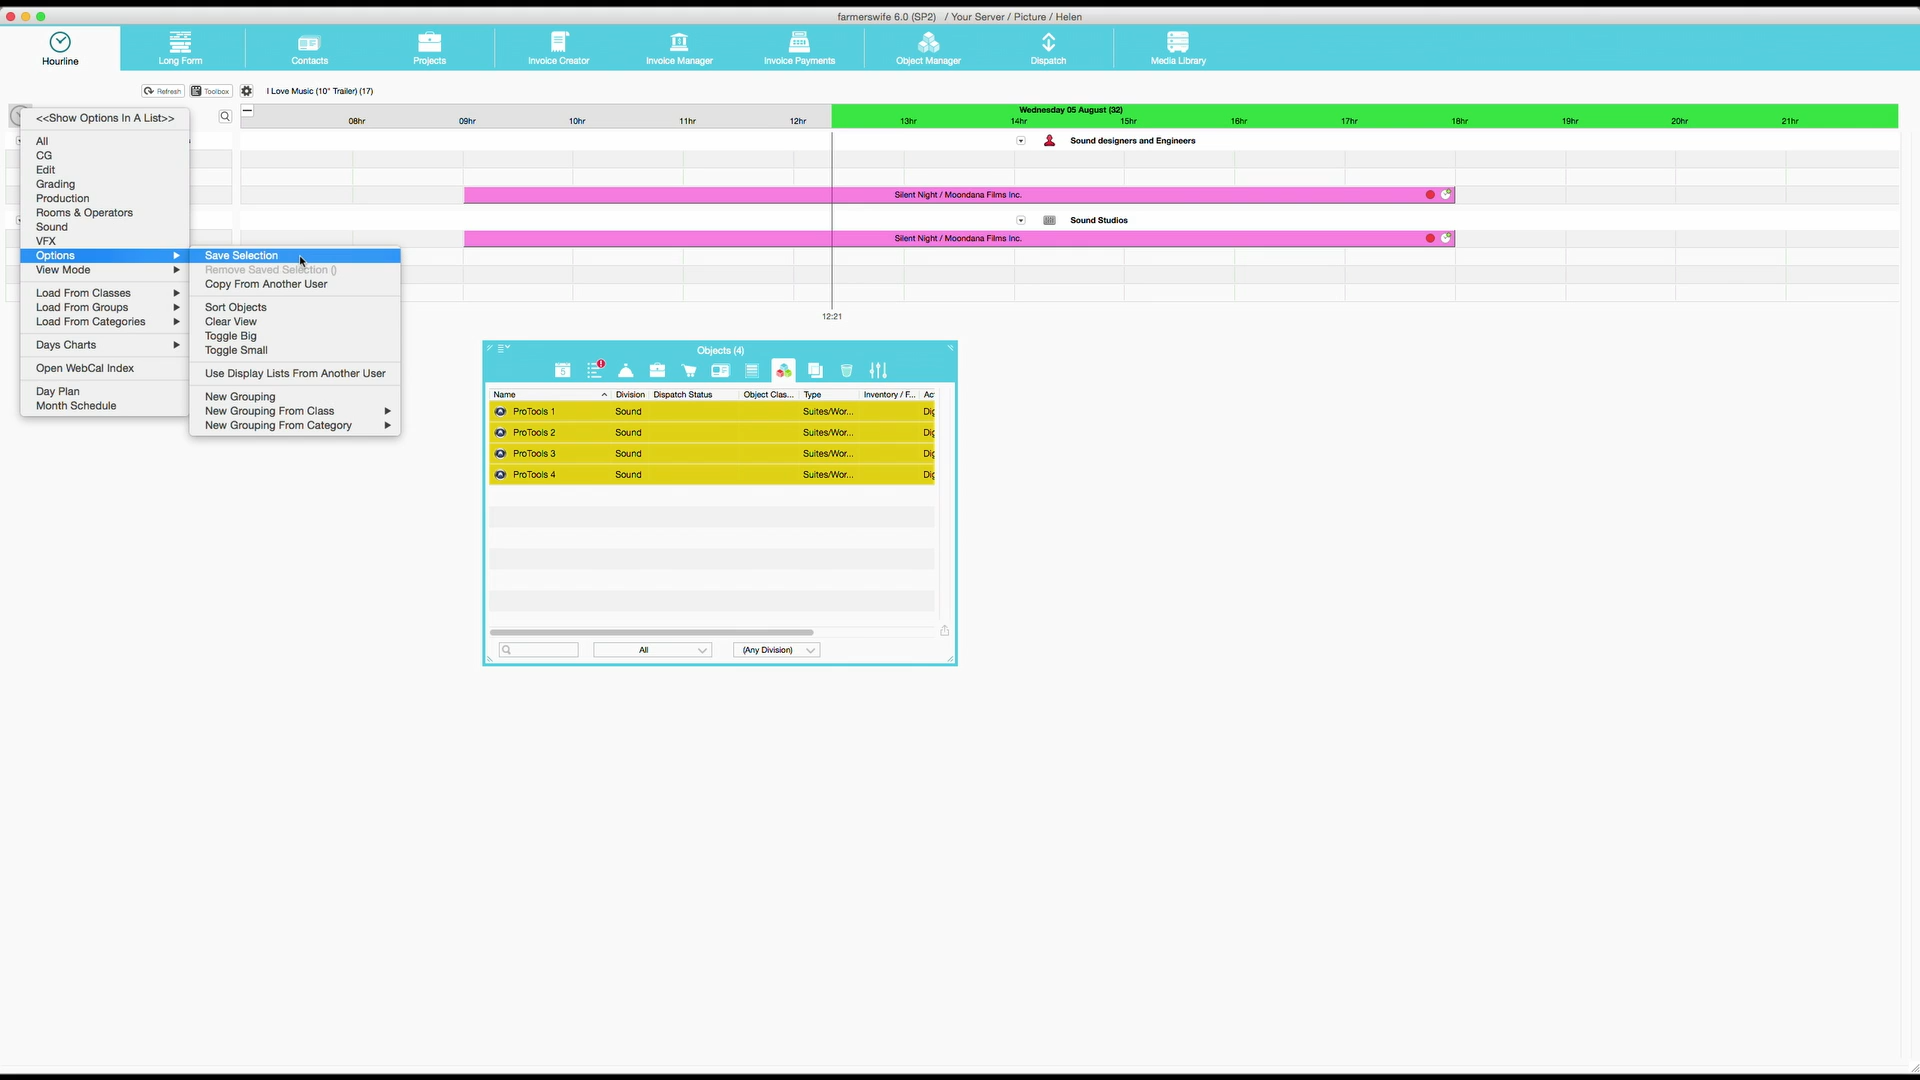 farmerswife 6.0 (SP2) / Your Server / Picture / Helen
Hourline
Long Form
Contacts
Projects
Invoice Creator
Invoice Manager
Invoice Payments
Object Manager
Dispatch
Media Library
Refresh
Toolbox
I Love Music (10" Trailer) (17)
Wednesday 05 August (32)
08hr 09hr 10hr 11hr 12hr 13hr 14hr 15hr 16hr 17hr 18hr 19hr 20hr 21hr
Sound designers and Engineers
Silent Night / Moondana Films Inc.
Sound Studios
Silent Night / Moondana Films Inc.
12:21
<<Show Options In A List>>
All
CG
Edit
Grading
Production
Rooms & Operators
Sound
VFX
Options
View Mode
Load From Classes
Load From Groups
Load From Categories
Days Charts
Open WebCal Index
Day Plan
Month Schedule
Save Selection
Remove Saved Selection ()
Copy From Another User
Sort Objects
Clear View
Toggle Big
Toggle Small
Use Display Lists From Another User
New Grouping
New Grouping From Class
New Grouping From Category
Objects (4)
5
Name Division Dispatch Status Object Clas... Type Inventory / F... Ac
ProTools 1 Sound Suites/Wor... Dig
ProTools 2 Sound Suites/Wor... Dig
ProTools 3 Sound Suites/Wor... Dig
ProTools 4 Sound Suites/Wor... Dig
All
(Any Division)